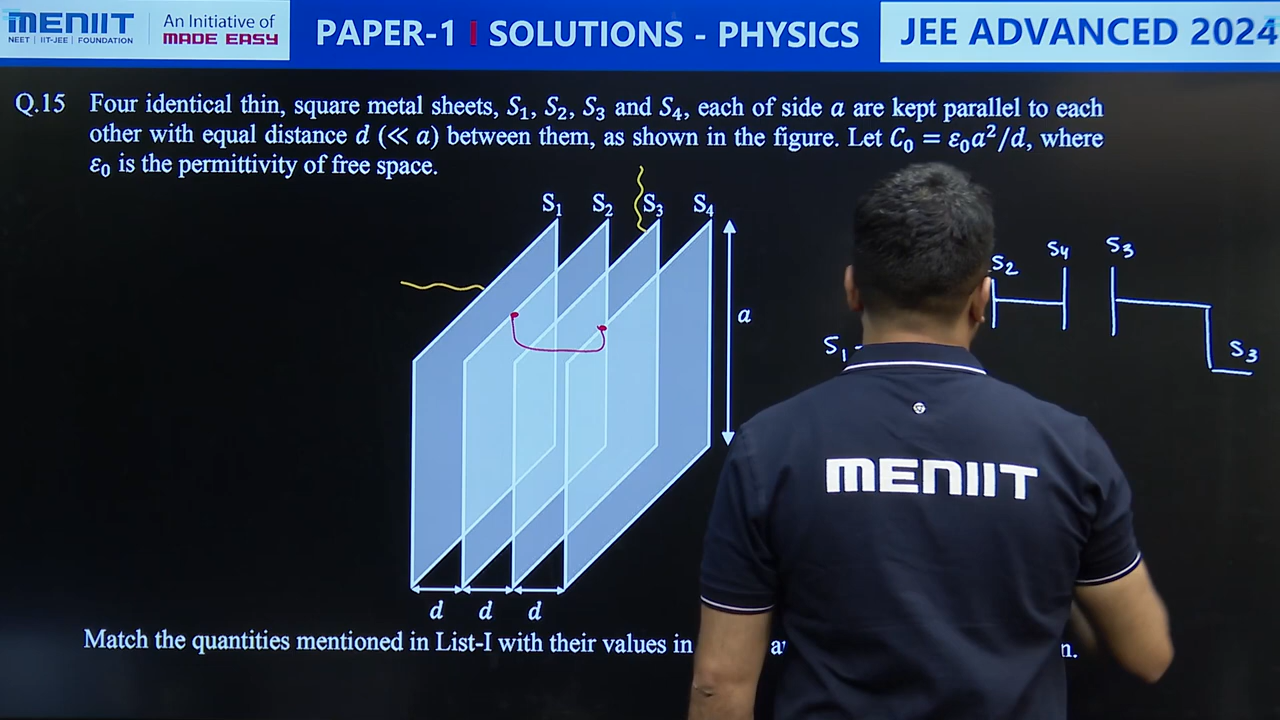 MENIIT
NEET | IIT-JEE | FOUNDATION
An Initiative of
MADE EASY
PAPER-1 | SOLUTIONS - PHYSICS
JEE ADVANCED 2024
Q.15 Four identical thin, square metal sheets, S₁, S₂, S₃ and S₄, each of side a are kept parallel to each
other with equal distance d (≪ a) between them, as shown in the figure. Let C₀ = ε₀a²/d, where
ε₀ is the permittivity of free space.
S₁ S₂ S₃ S₄
a
d d d
S₂ S₄ S₃
S₁ S₃
MENIIT
Match the quantities mentioned in List-I with their values in